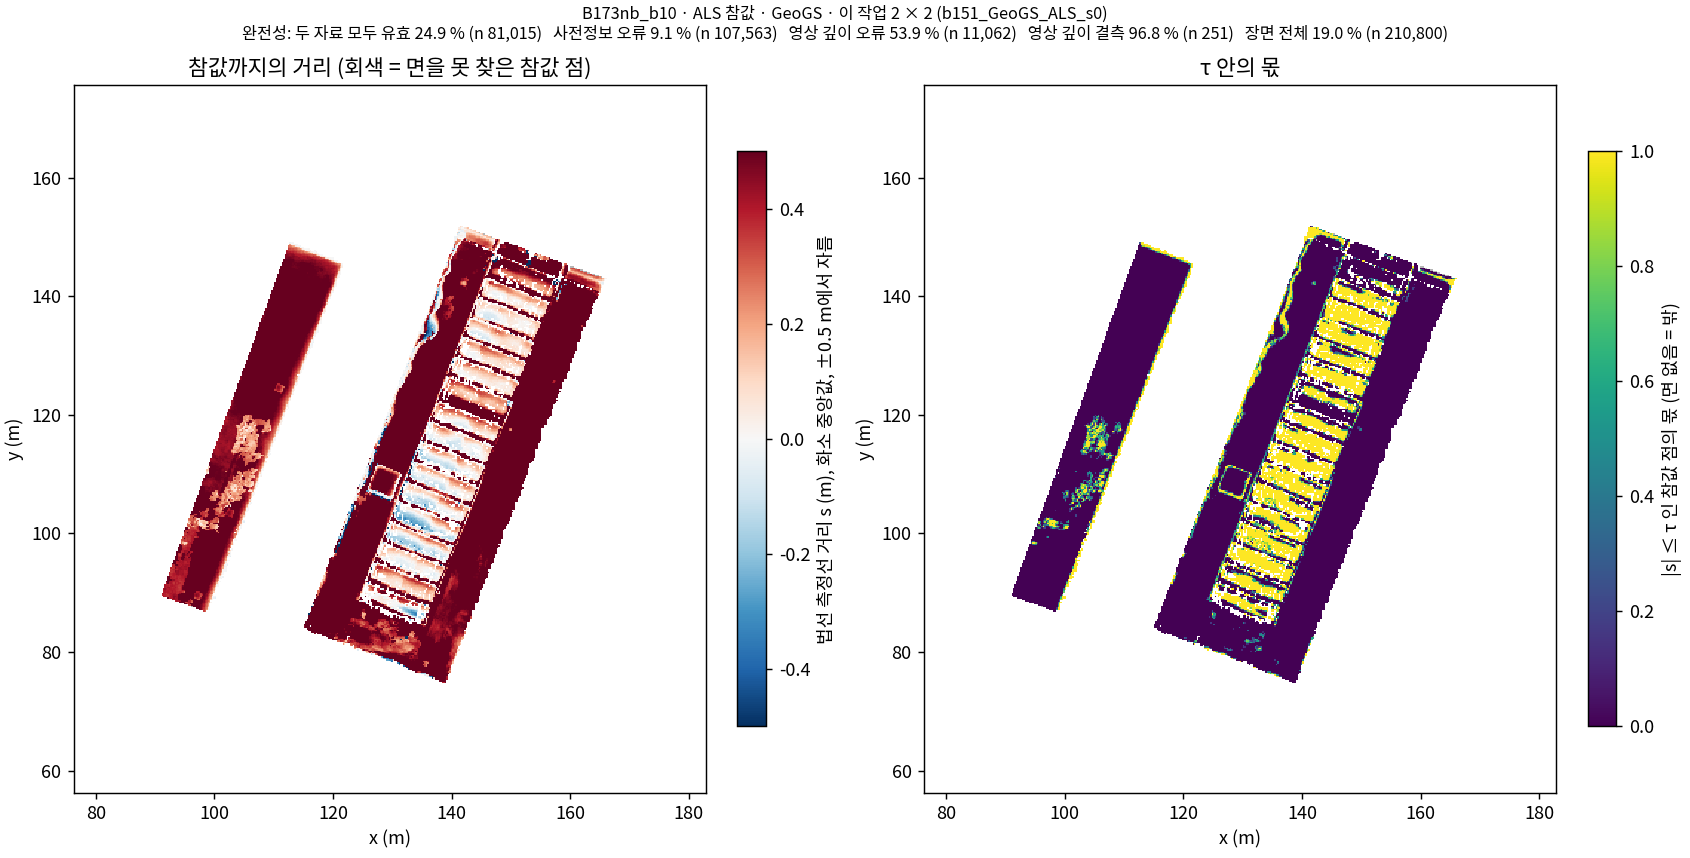 B173nb_b10 · ALS 참값 · GeoGS · 이 작업 2 × 2 (b151_GeoGS_ALS_s0)
완전성: 두 자료 모두 유효 24.9 % (n 81,015)   사전정보 오류 9.1 % (n 107,563)   영상 깊이 오류 53.9 % (n 11,062)   영상 깊이 결측 96.8 % (n 251)   장면 전체 19.0 % (n 210,800)
참값까지의 거리 (회색 = 면을 못 찾은 참값 점)
160
140
120
100
80
60
80 100 120 140 160 180
x (m)
y (m)
0.4
0.2
0.0
-0.2
-0.4
법선 측정선 거리 s (m), 화소 중앙값, ±0.5 m에서 자름
τ 안의 몫
160
140
120
100
80
60
80 100 120 140 160 180
x (m)
y (m)
1.0
0.8
0.6
0.4
0.2
0.0
|s| ≤ τ 인 참값 점의 몫 (면 없음 = 밖)